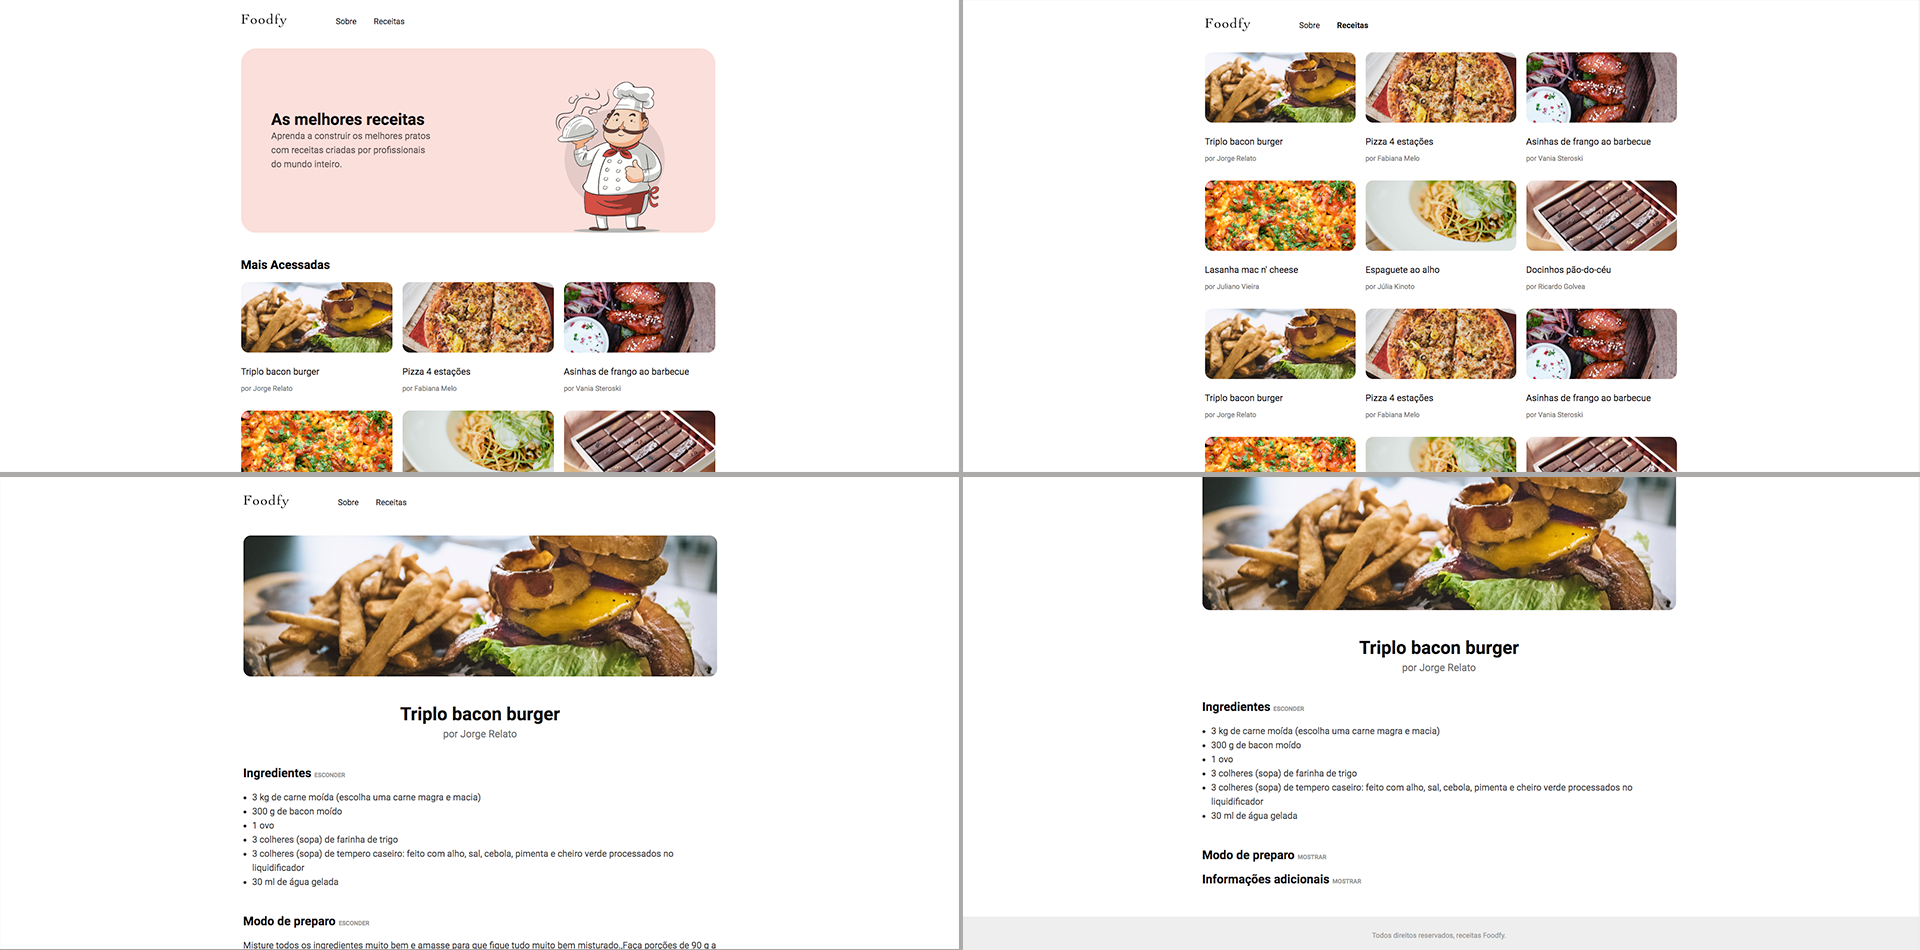 Foodfy Sobre Receitas
As melhores receitas
Aprenda a construir os melhores pratos
com receitas criadas por profissionais
do mundo inteiro.
Mais Acessadas
Triplo bacon burger
por Jorge Relato
Pizza 4 estações
por Fabiana Melo
Asinhas de frango ao barbecue
por Vania Steroski
Foodfy Sobre Receitas
Triplo bacon burger
por Jorge Relato
Pizza 4 estações
por Fabiana Melo
Asinhas de frango ao barbecue
por Vania Steroski
Lasanha mac n' cheese
por Juliano Vieira
Espaguete ao alho
por Júlia Kinoto
Docinhos pão-do-céu
por Ricardo Golvea
Triplo bacon burger
por Jorge Relato
Pizza 4 estações
por Fabiana Melo
Asinhas de frango ao barbecue
por Vania Steroski
Foodfy Sobre Receitas
Triplo bacon burger
por Jorge Relato
Ingredientes ESCONDER
• 3 kg de carne moída (escolha uma carne magra e macia)
• 300 g de bacon moído
• 1 ovo
• 3 colheres (sopa) de farinha de trigo
• 3 colheres (sopa) de tempero caseiro: feito com alho, sal, cebola, pimenta e cheiro verde processados no
liquidificador
• 30 ml de água gelada
Modo de preparo ESCONDER
Misture todos os ingredientes muito bem e amasse para que fique tudo muito bem misturado..Faça porções de 90 g a
Triplo bacon burger
por Jorge Relato
Ingredientes ESCONDER
• 3 kg de carne moída (escolha uma carne magra e macia)
• 300 g de bacon moído
• 1 ovo
• 3 colheres (sopa) de farinha de trigo
• 3 colheres (sopa) de tempero caseiro: feito com alho, sal, cebola, pimenta e cheiro verde processados no
liquidificador
• 30 ml de água gelada
Modo de preparo MOSTRAR
Informações adicionais MOSTRAR
Todos direitos reservados, receitas Foodfy.